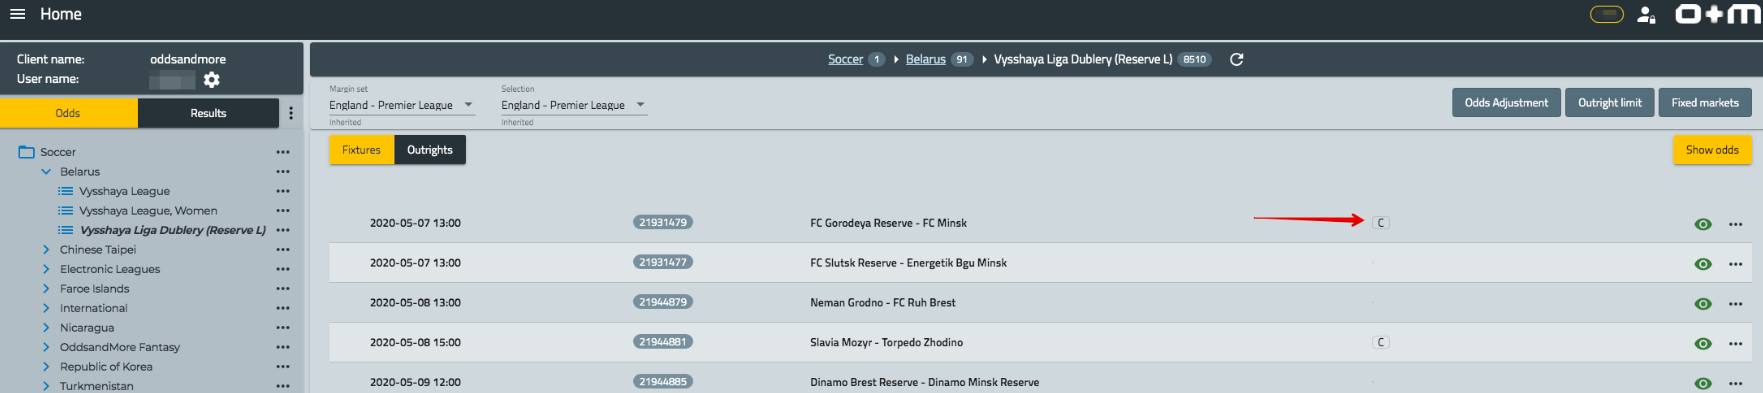 Home
o+m
Client name: oddsandmore
User name:
Odds Results
Soccer
Belarus
Vysshaya League
Vysshaya League, Women
Vysshaya Liga Dublery (Reserve L)
Chinese Taipei
Electronic Leagues
Faroe Islands
International
Nicaragua
OddsandMore Fantasy
Republic of Korea
Turkmenistan
Soccer 1 Belarus 91 Vysshaya Liga Dublery (Reserve L) 8510
Margin set Selection
England - Premier League England - Premier League
Inherited Inherited
Odds Adjustment Outright limit Fixed markets
Fixtures Outrights Show odds
2020-05-07 13:00 21931479 FC Gorodeya Reserve - FC Minsk C
2020-05-07 13:00 21931477 FC Slutsk Reserve - Energetik Bgu Minsk
2020-05-08 13:00 21944879 Neman Grodno - FC Ruh Brest
2020-05-08 15:00 21944881 Slavia Mozyr - Torpedo Zhodino C
2020-05-09 12:00 21944885 Dinamo Brest Reserve - Dinamo Minsk Reserve